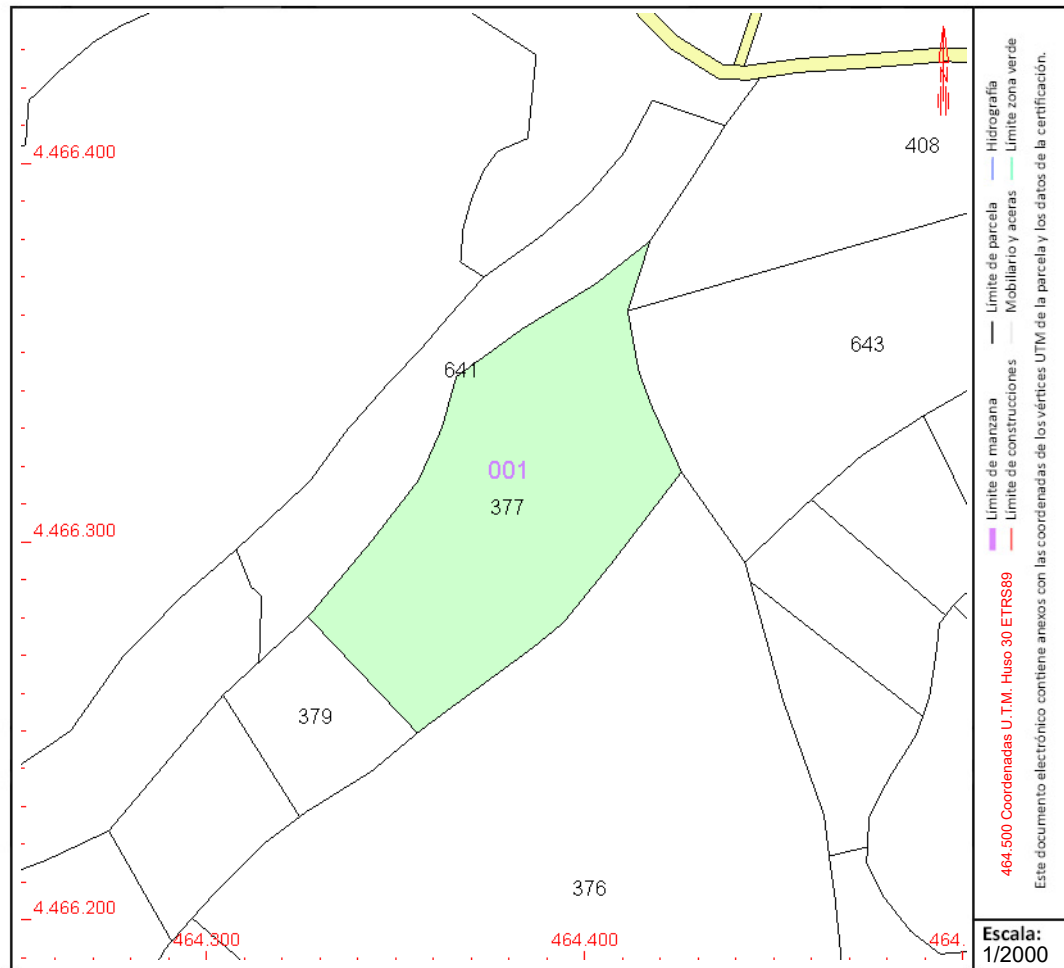 4.466.400
408
643
641
001
377
4.466.300
379
376
4.466.200
464.300
464.400
464.
Límite de manzana
Límite de parcela
Hidrografía
Límite de construcciones
Mobiliario y aceras
Límite zona verde
464.500 Coordenadas U.T.M. Huso 30 ETRS89
Este documento electrónico contiene anexos con las coordenadas de los vértices UTM de la parcela y los datos de la certificación.
Escala:
1/2000